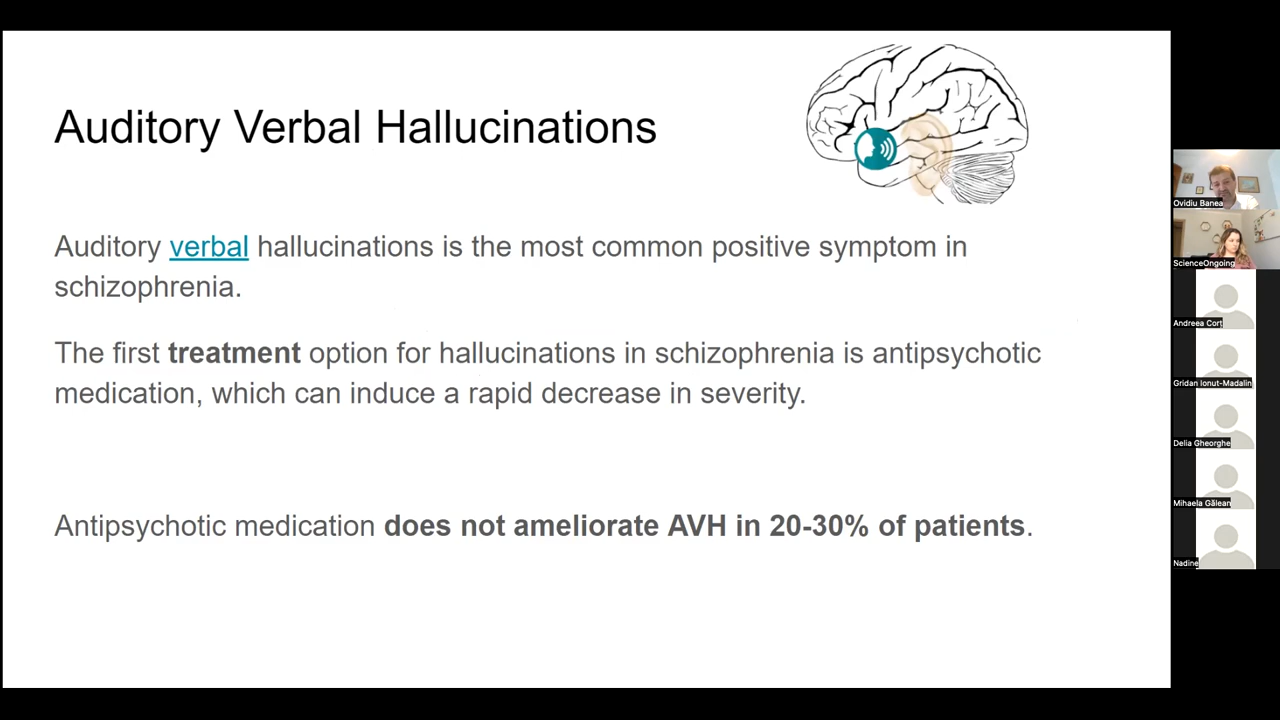 Auditory Verbal Hallucinations
Auditory verbal hallucinations is the most common positive symptom in
schizophrenia.
The first treatment option for hallucinations in schizophrenia is antipsychotic
medication, which can induce a rapid decrease in severity.
Antipsychotic medication does not ameliorate AVH in 20-30% of patients.
Ovidiu Banea
ScienceOngoing
Andreea Corț
Gridan Ionut-Madalin
Delia Gheorghe
Mihaela Gălean
Nadine